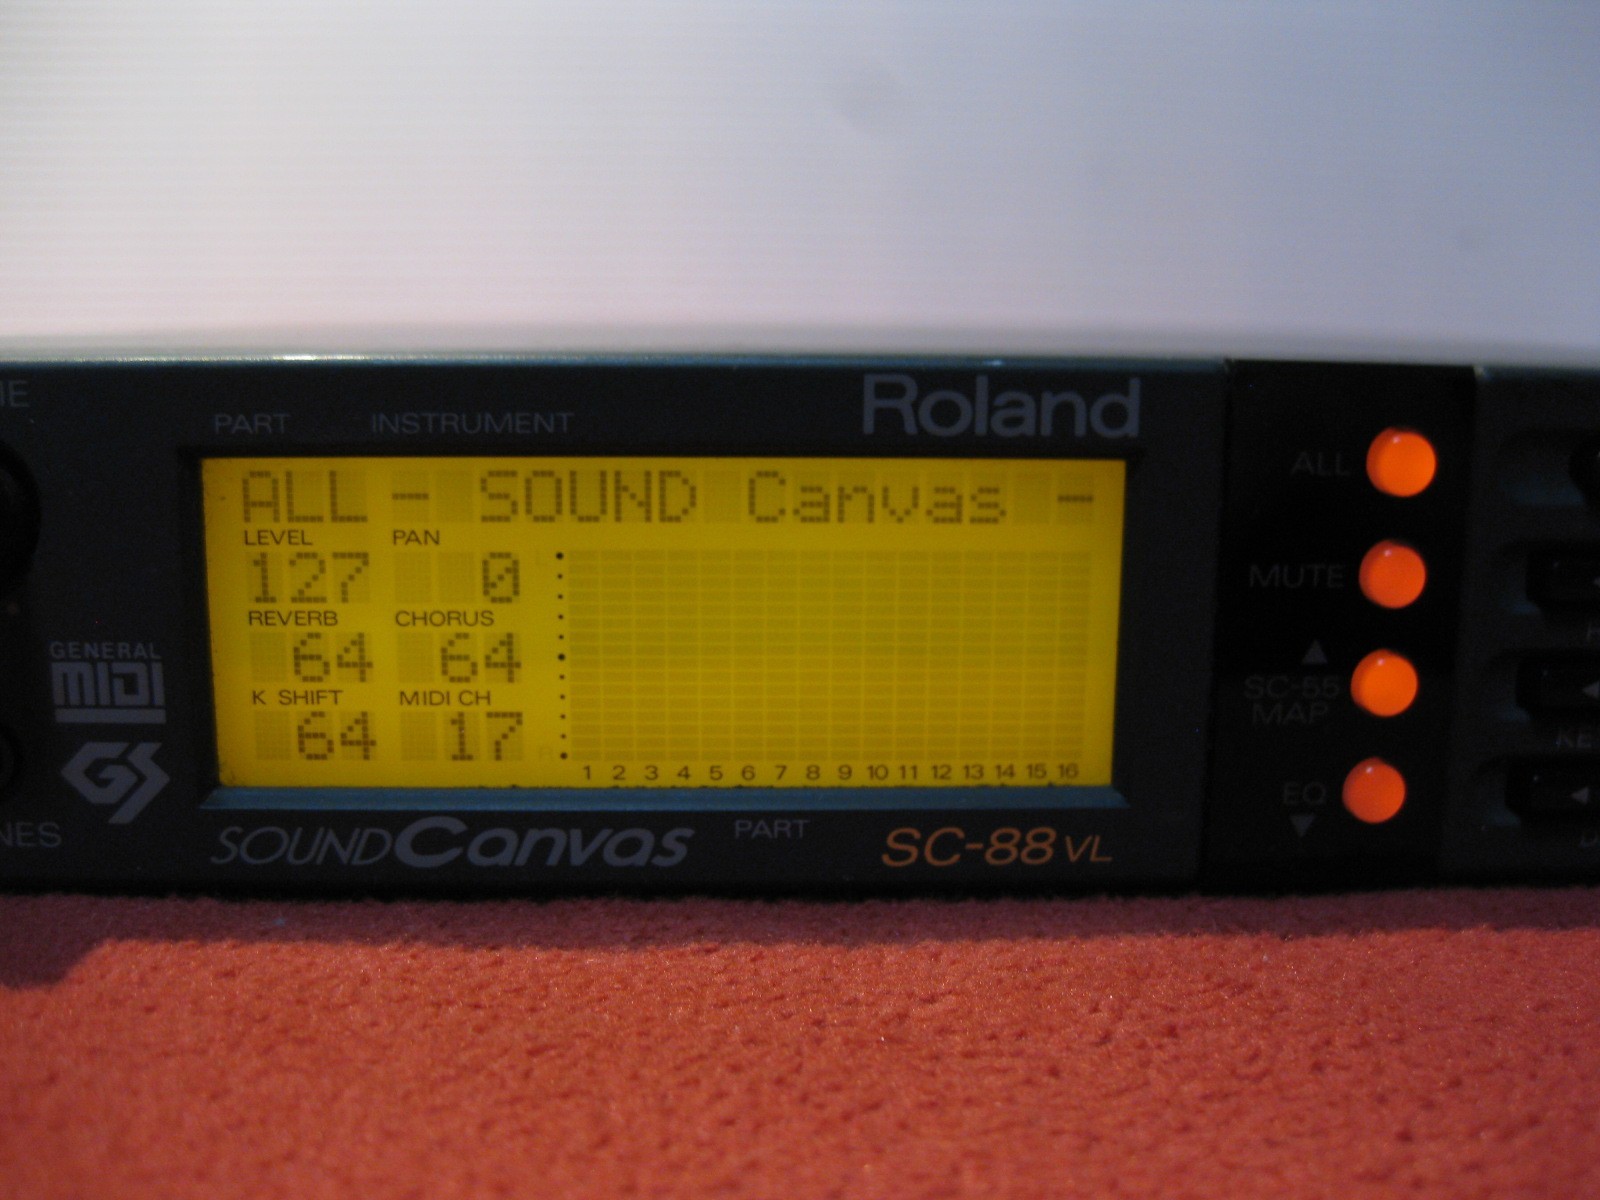 PART INSTRUMENT
Roland
ALL - SOUND Canvas -
LEVEL PAN
127 0
REVERB CHORUS
64 64
K SHIFT MIDI CH
64 17
1 2 3 4 5 6 7 8 9 10 11 12 13 14 15 16
SOUND Canvas PART SC-88 VL
GENERAL
MIDI
GS
NES
ALL
MUTE
SC-55
MAP
EQ
KE